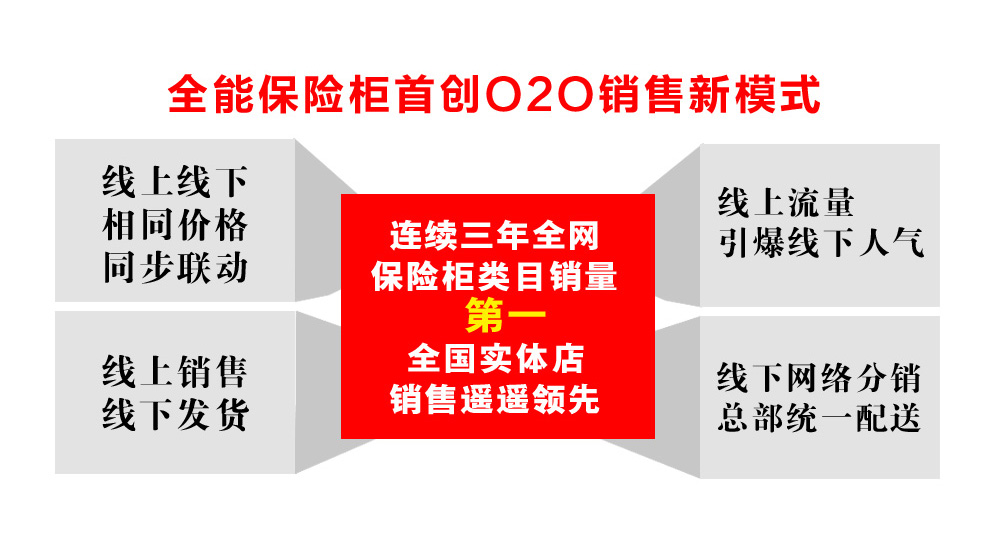 全能保险柜首创O2O销售新模式
线上线下
相同价格
同步联动
线上销售
线下发货
连续三年全网
保险柜类目销量
第一
全国实体店
销售遥遥领先
线上流量
引爆线下人气
线下网络分销
总部统一配送